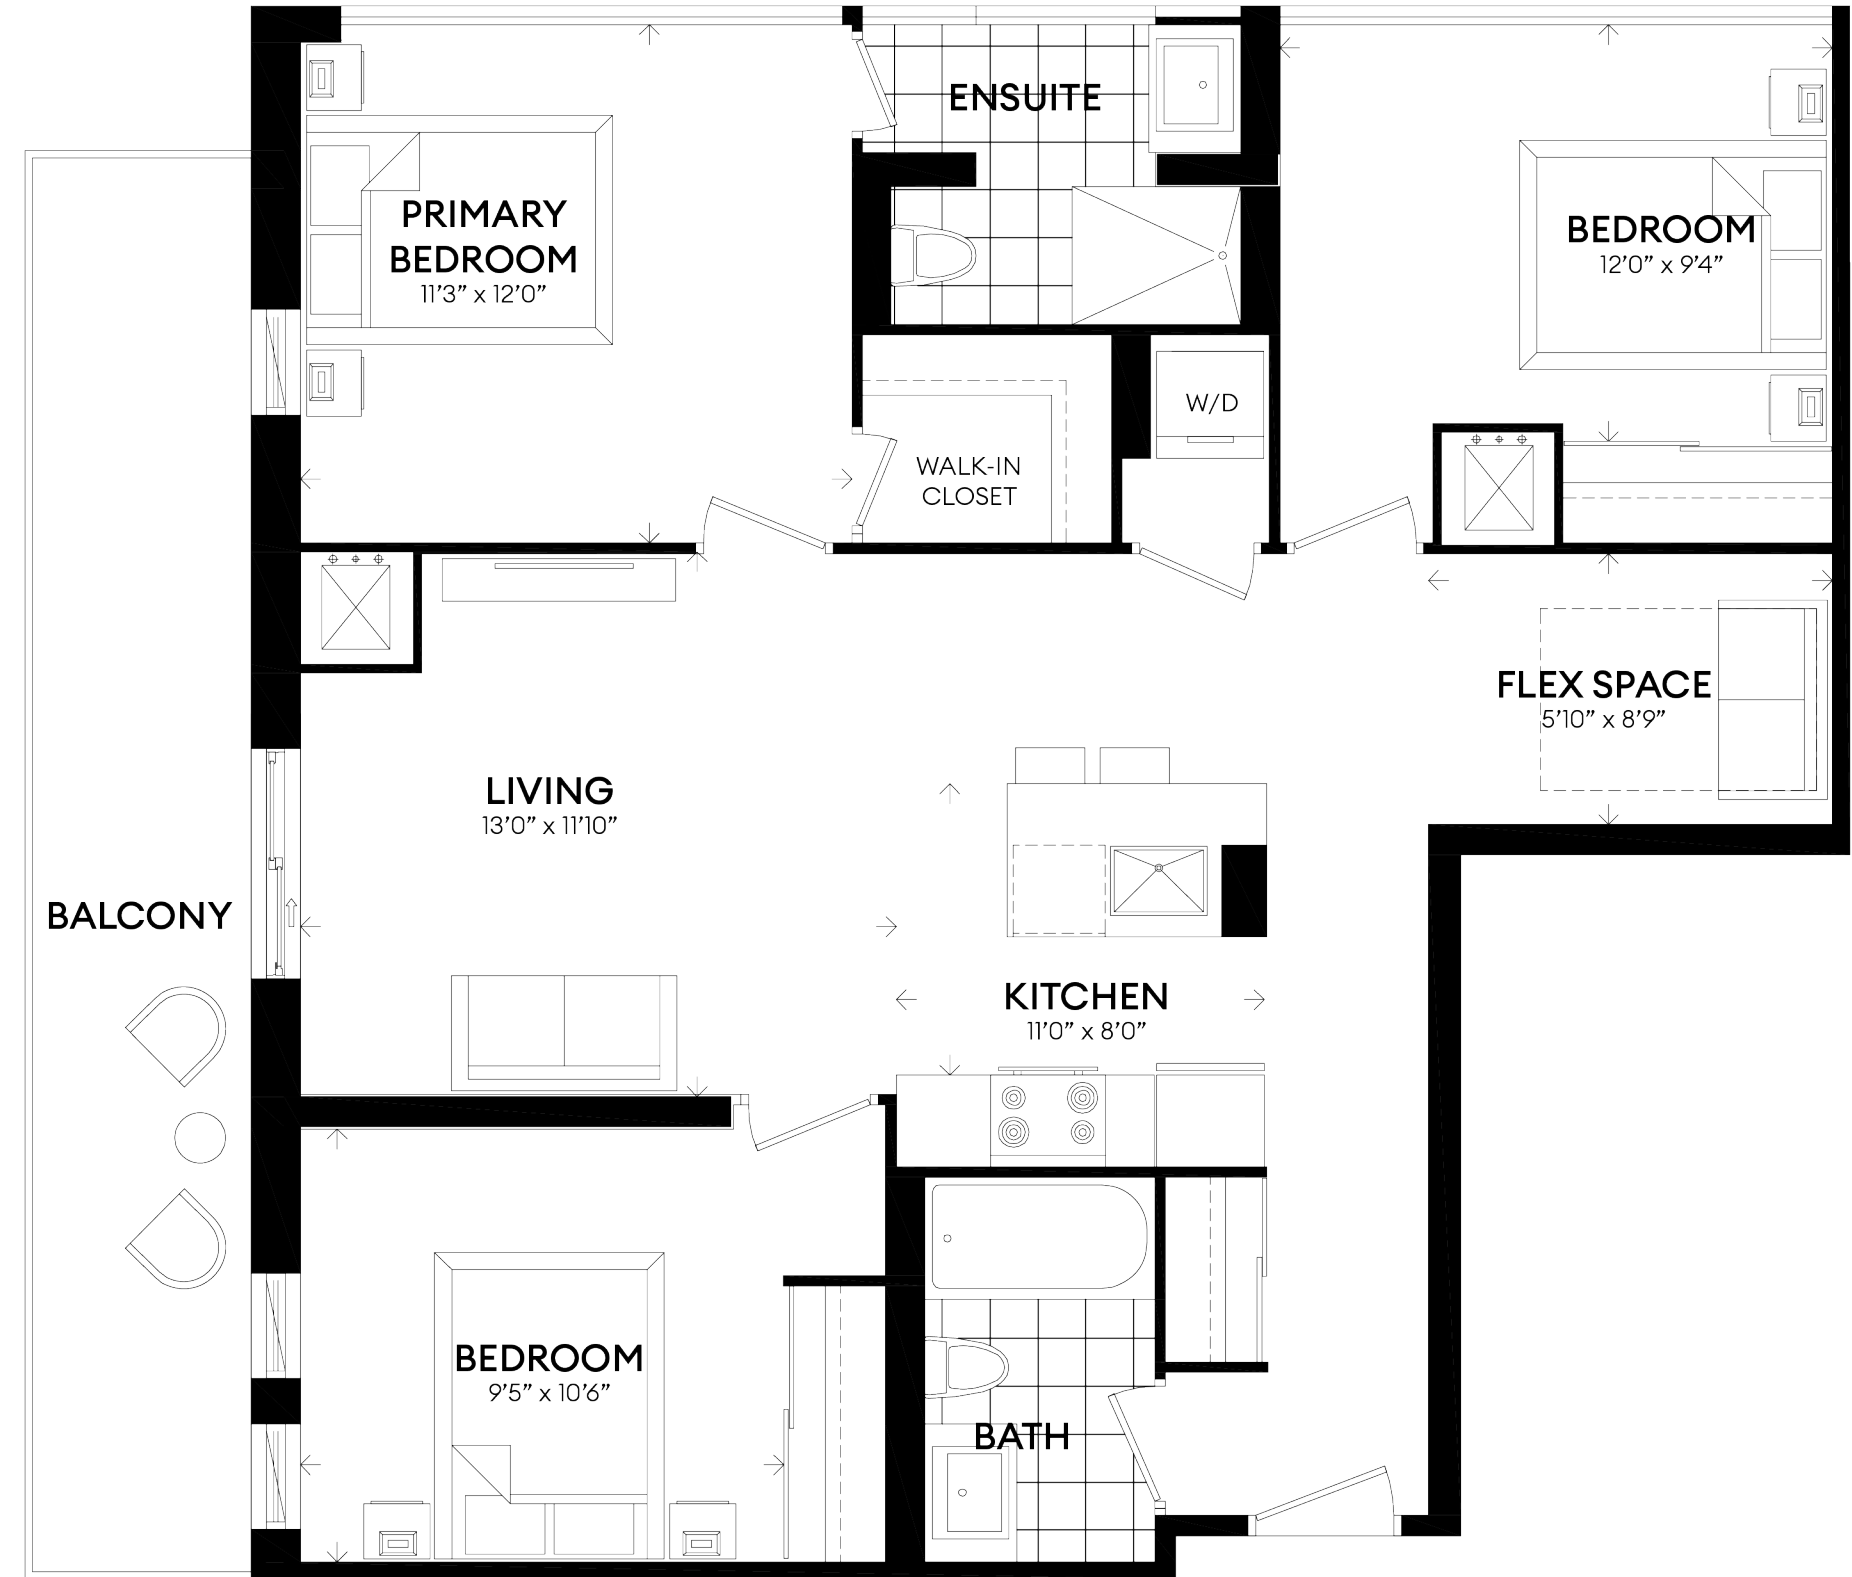 ENSUITE
PRIMARY
BEDROOM
11’3” x 12’0”
BEDROOM
12’0” x 9’4”
W/D
WALK-IN
CLOSET
FLEX SPACE
5’10” x 8’9”
LIVING
13’0” x 11’10”
BALCONY
KITCHEN
11’0” x 8’0”
BEDROOM
9’5” x 10’6”
BATH